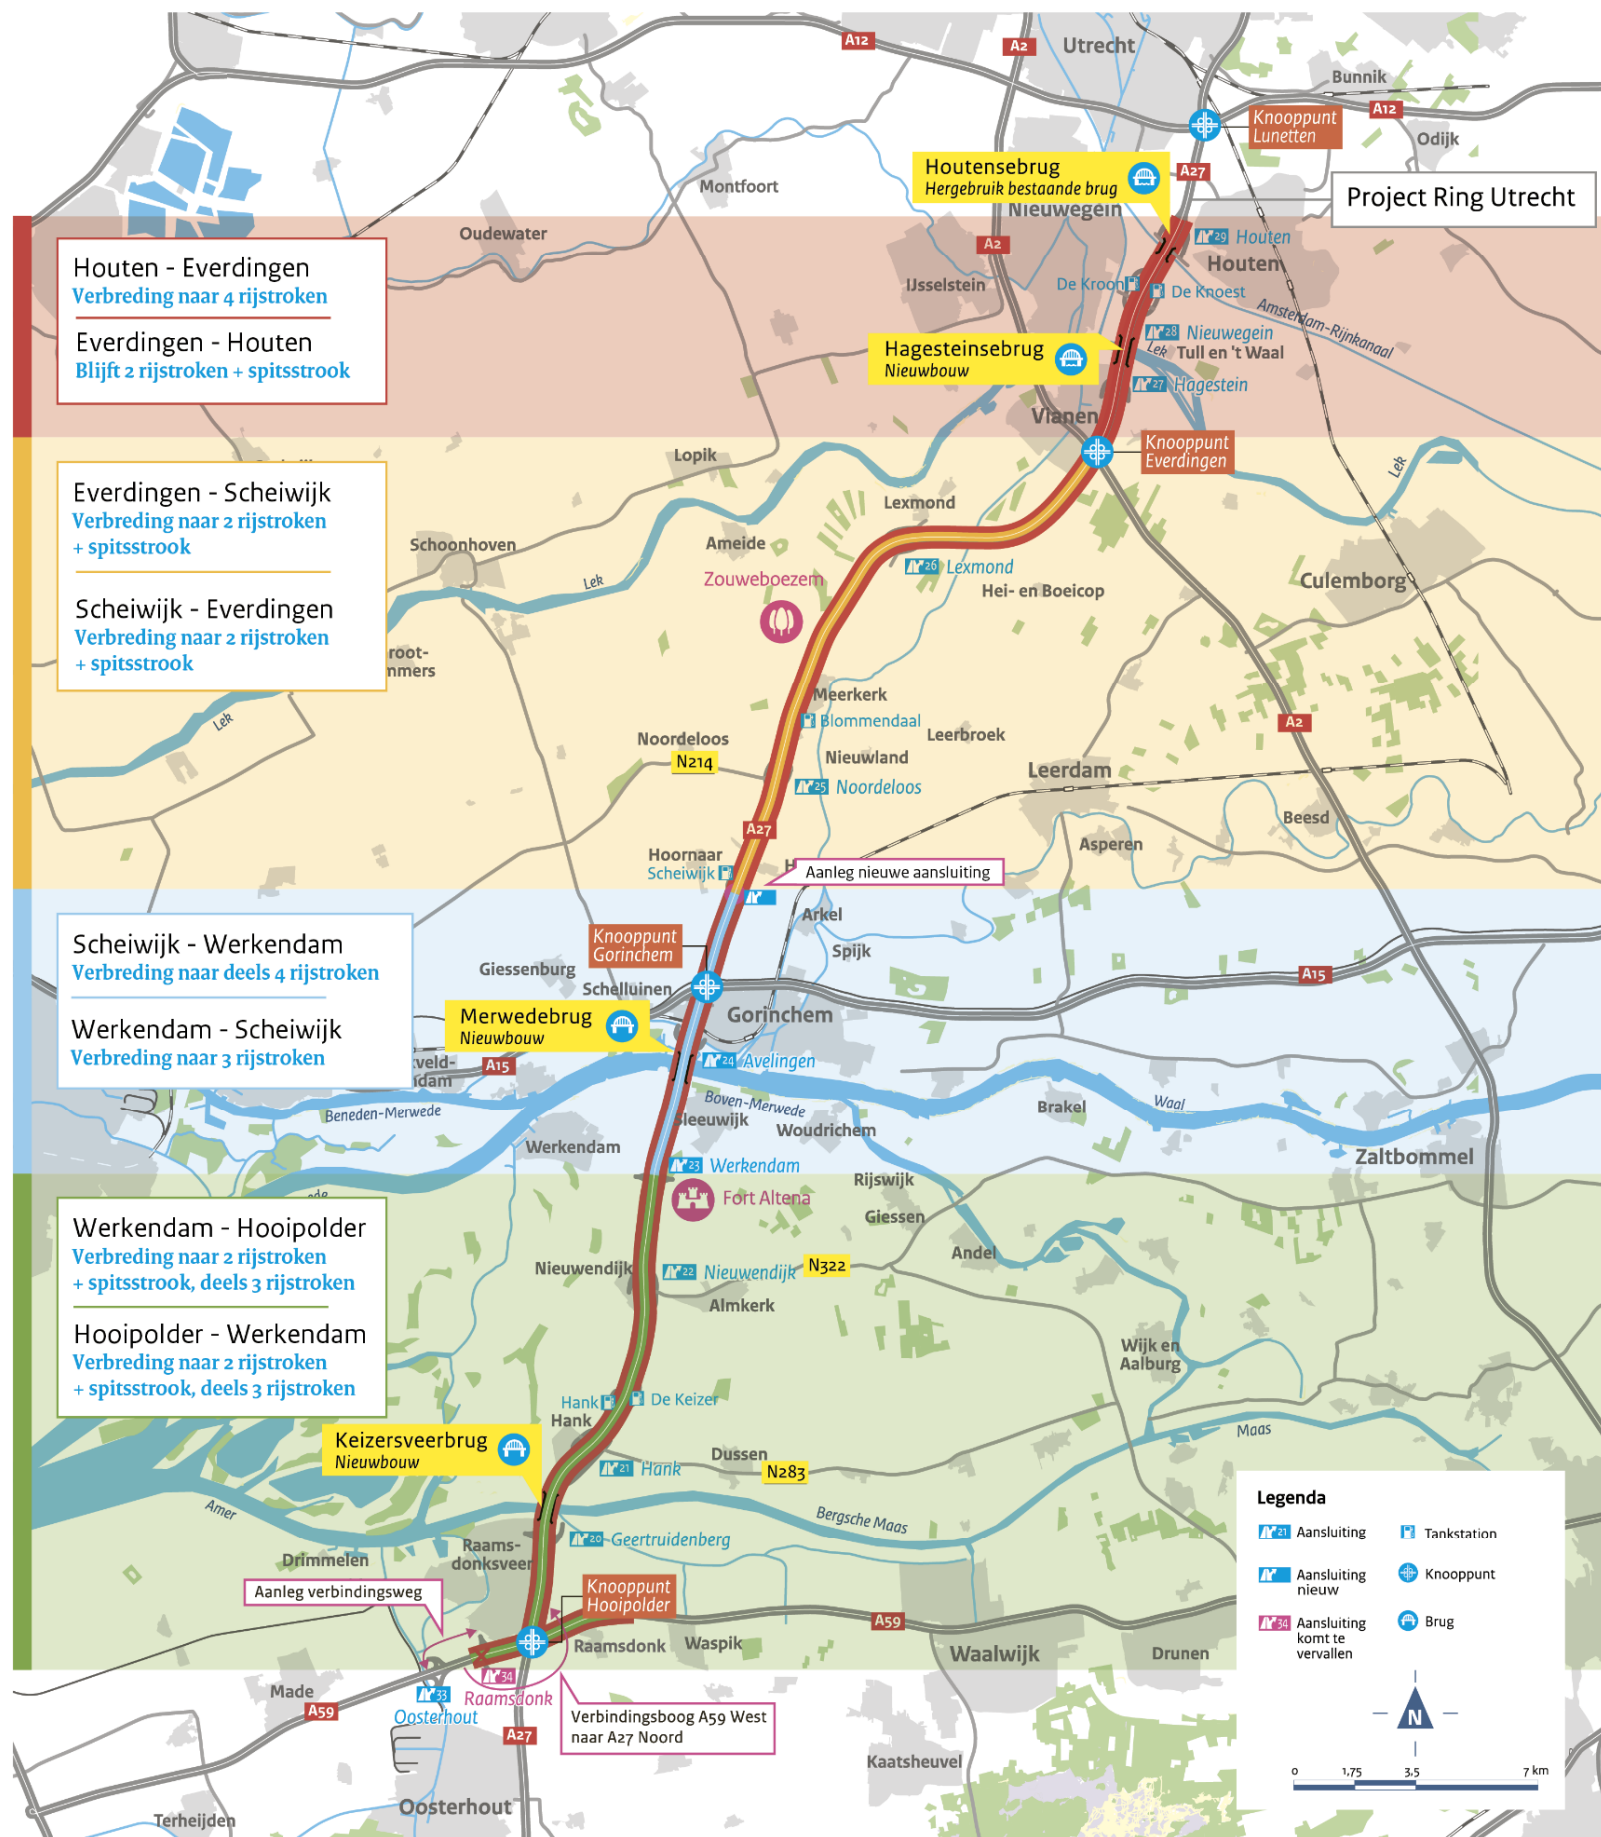 A12
A2
Utrecht
Bunnik
A12
Knooppunt
Lunetten
Odijk
Houtensebrug
Hergebruik bestaande brug
A27
Montfoort
Project Ring Utrecht
Nieuwegein
Oudewater
A2
29 Houten
Houten
Houten - Everdingen
Verbreding naar 4 rijstroken
Everdingen - Houten
Blijft 2 rijstroken + spitsstrook
IJsselstein
De Kroon
De Knoest
Amsterdam-Rijnkanaal
28 Nieuwegein
Lek
Tull en 't Waal
Hagesteinsebrug
Nieuwbouw
27 Hagestein
Vianen
Knooppunt
Everdingen
Lopik
Lek
Everdingen - Scheiwijk
Verbreding naar 2 rijstroken
+ spitsstrook
Scheiwijk - Everdingen
Verbreding naar 2 rijstroken
+ spitsstrook
Lexmond
Schoonhoven
Ameide
26 Lexmond
Zouweboezem
Lek
Hei- en Boeicop
Culemborg
root-
mmers
Lek
Meerkerk
Blommendaal
A2
Noordeloos
N214
Leerbroek
Nieuwland
Leerdam
25 Noordeloos
Beesd
A27
Asperen
Hoornaar
Scheiwijk
H
Aanleg nieuwe aansluiting
Arkel
Scheiwijk - Werkendam
Verbreding naar deels 4 rijstroken
Werkendam - Scheiwijk
Verbreding naar 3 rijstroken
Knooppunt
Gorinchem
Spijk
Giessenburg
Schelluinen
A15
Merwedebrug
Nieuwbouw
Gorinchem
24 Avelingen
A15
veld-
dam
Beneden-Merwede
Boven-Merwede
Sleeuwijk
Woudrichem
Brakel
Waal
Werkendam
Zaltbommel
23 Werkendam
Fort Altena
Rijswijk
Giessen
Werkendam - Hooipolder
Verbreding naar 2 rijstroken
+ spitsstrook, deels 3 rijstroken
Hooipolder - Werkendam
Verbreding naar 2 rijstroken
+ spitsstrook, deels 3 rijstroken
Andel
Nieuwendijk
22 Nieuwendijk
N322
Almkerk
Wijk en
Aalburg
Hank
De Keizer
Hank
Keizersveerbrug
Nieuwbouw
Maas
Dussen
N283
21 Hank
Amer
Bergsche Maas
20 Geertruidenberg
Raams-
donksveer
Drimmelen
Aanleg verbindingsweg
Knooppunt
Hooipolder
A59
Raamsdonk
Waspik
Waalwijk
Drunen
34
Raamsdonk
Made
33
Oosterhout
A59
A27
Verbindingsboog A59 West
naar A27 Noord
Kaatsheuvel
Oosterhout
Terheijden
Legenda
21 Aansluiting
Tankstation
Aansluiting
nieuw
Knooppunt
34 Aansluiting
komt te
vervallen
Brug
N
0 1,75 3,5 7 km